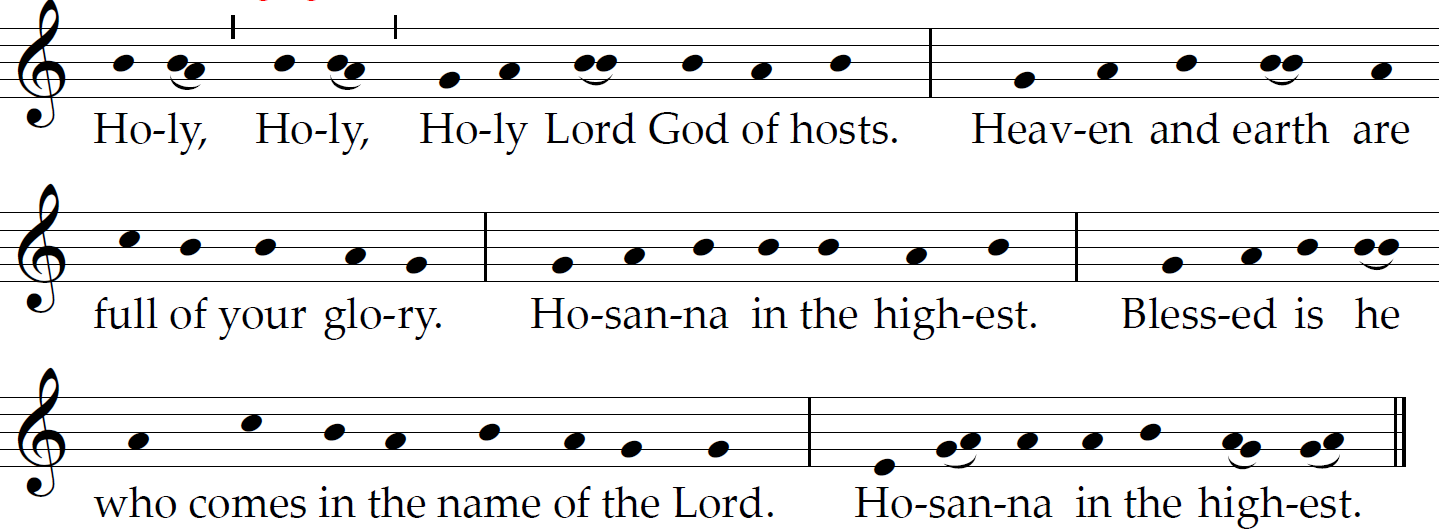 Ho-ly, Ho-ly, Ho-ly Lord God of hosts. Heav-en and earth are
full of your glo-ry. Ho-san-na in the high-est. Bless-ed is he
who comes in the name of the Lord. Ho-san-na in the high-est.